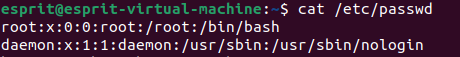 esprit@esprit-virtual-machine:~$ cat /etc/passwd
root:x:0:0:root:/root:/bin/bash
daemon:x:1:1:daemon:/usr/sbin:/usr/sbin/nologin